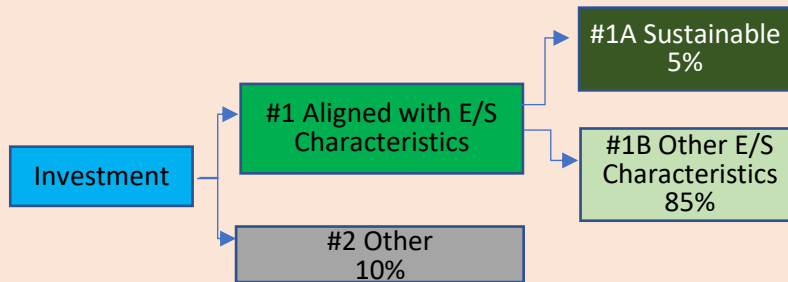 Investment
#1 Aligned with E/S
Characteristics
#2 Other
10%
#1A Sustainable
5%
#1B Other E/S
Characteristics
85%